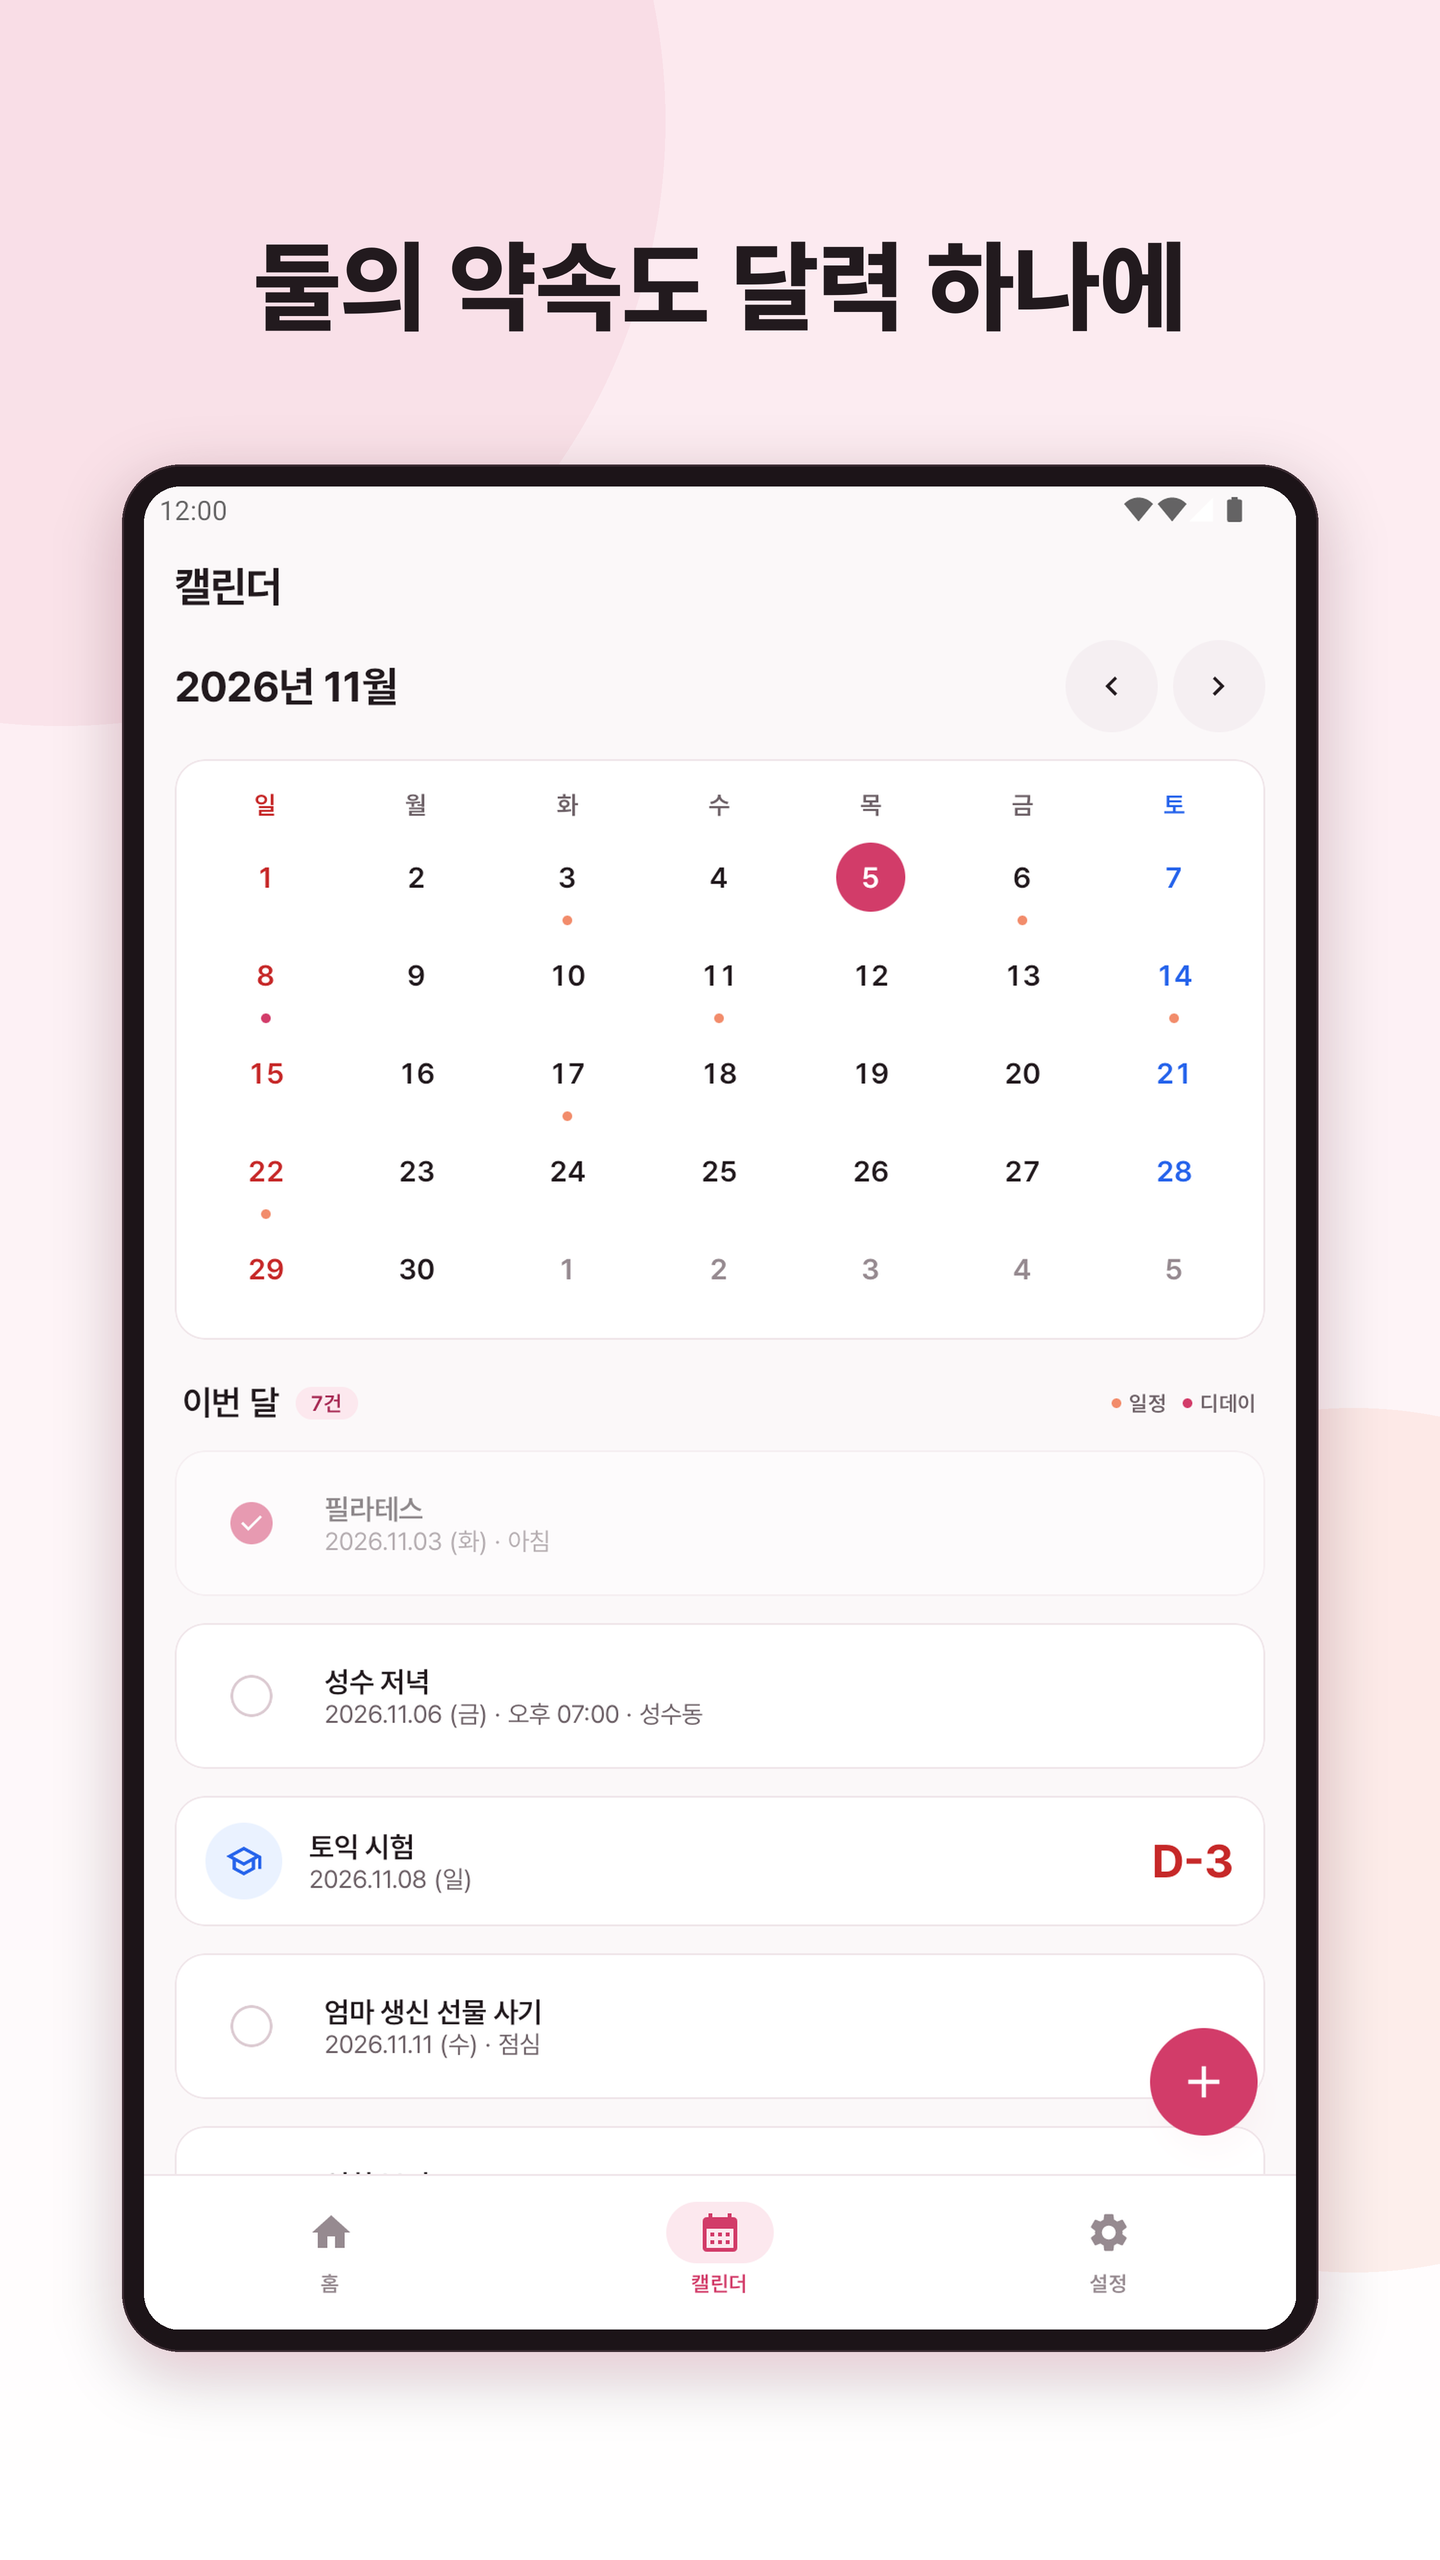 둘의 약속도 달력 하나에
12:00
캘린더
2026년 11월
일 월 화 수 목 금 토
1 2 3 4 5 6 7
8 9 10 11 12 13 14
15 16 17 18 19 20 21
22 23 24 25 26 27 28
29 30 1 2 3 4 5
이번 달 7건 일정 디데이
필라테스
2026.11.03 (화) · 아침
성수 저녁
2026.11.06 (금) · 오후 07:00 · 성수동
토익 시험
2026.11.08 (일)
D-3
엄마 생신 선물 사기
2026.11.11 (수) · 점심
홈 캘린더 설정